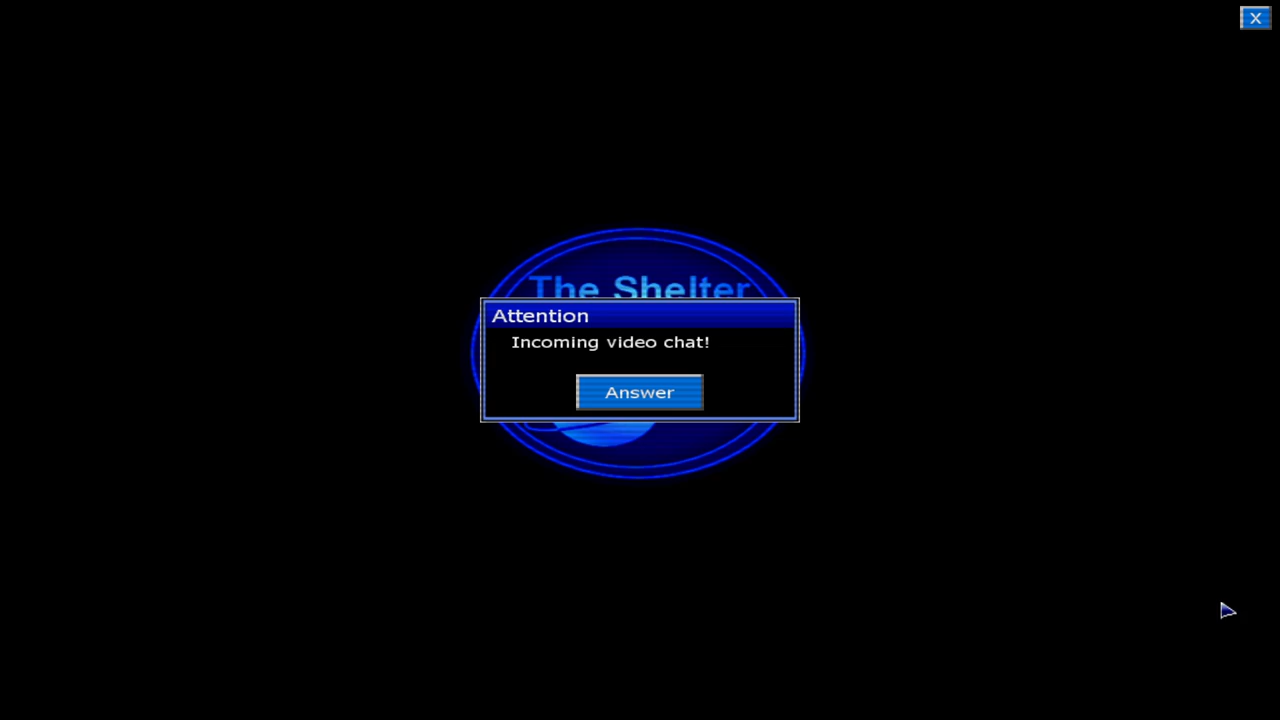 X
The Shelter
Attention
Incoming video chat!
Answer